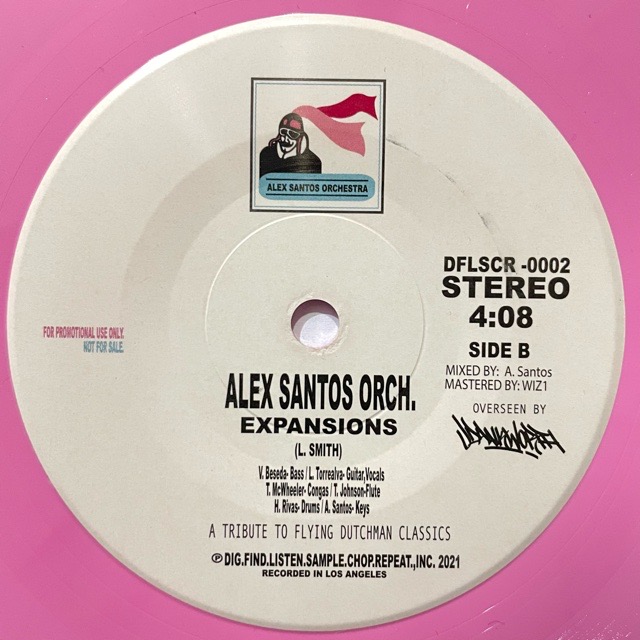 ALEX SANTOS ORCHESTRA
DFLSCR -0002
STEREO
4:08
SIDE B
MIXED BY: A. Santos
MASTERED BY: WIZ1
OVERSEEN BY
FOR PROMOTIONAL USE ONLY.
NOT FOR SALE.
ALEX SANTOS ORCH.
EXPANSIONS
(L. SMITH)
V. Beseda- Bass / L. Torrealva- Guitar,Vocals
T. McWheeler- Congas / T. Johnson-Flute
H. Rivas- Drums / A. Santos- Keys
A TRIBUTE TO FLYING DUTCHMAN CLASSICS
℗ DIG.FIND.LISTEN.SAMPLE.CHOP.REPEAT.,INC. 2021
RECORDED IN LOS ANGELES